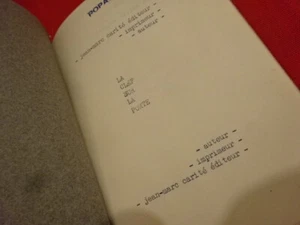 POPA
- jean-marc carité éditeur -
- imprimeur -
- auteur -
LA
CLEF
SUR
LA
PORTE
- auteur -
- imprimeur -
- jean-marc carité éditeur -